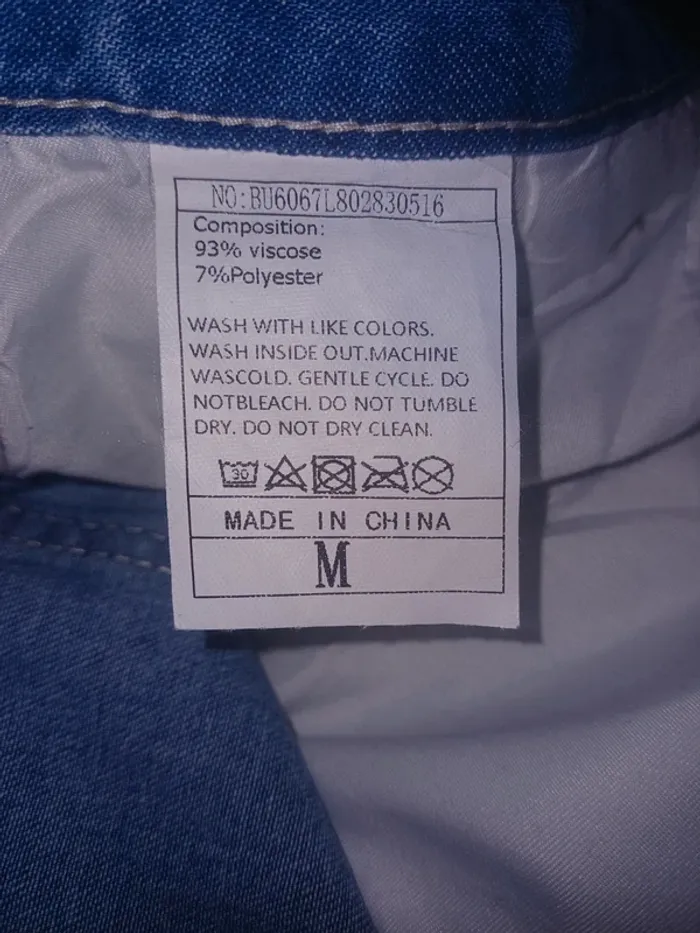 NO:BU6067L802830516
Composition:
93% viscose
7%Polyester
WASH WITH LIKE COLORS.
WASH INSIDE OUT.MACHINE
WASCOLD. GENTLE CYCLE. DO
NOTBLEACH. DO NOT TUMBLE
DRY. DO NOT DRY CLEAN.
30
MADE IN CHINA
M